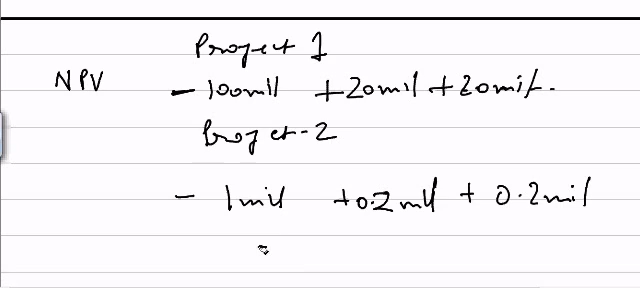 Project 1
NPV - 100mil +20mil +20mil.
Project-2
- 1mil +0.2mil + 0.2mil